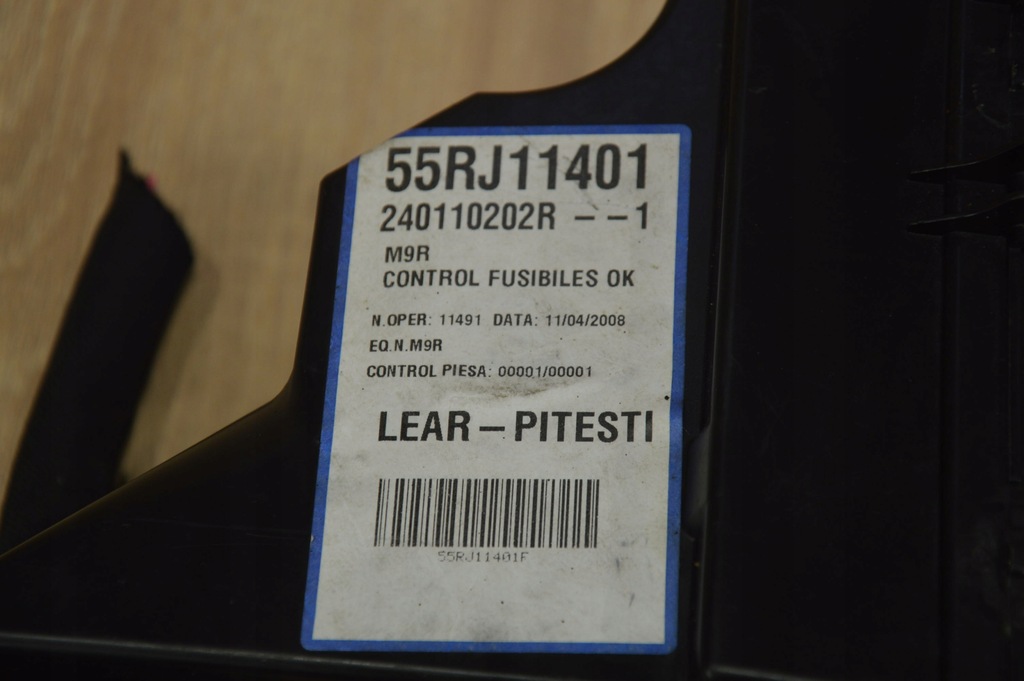 55RJ11401
240110202R – – 1
M9R
CONTROL FUSIBILES OK
N.OPER: 11491 DATA: 11/04/2008
EQ.N.M9R
CONTROL PIESA: 00001/00001
LEAR – PITESTI
55RJ11401F